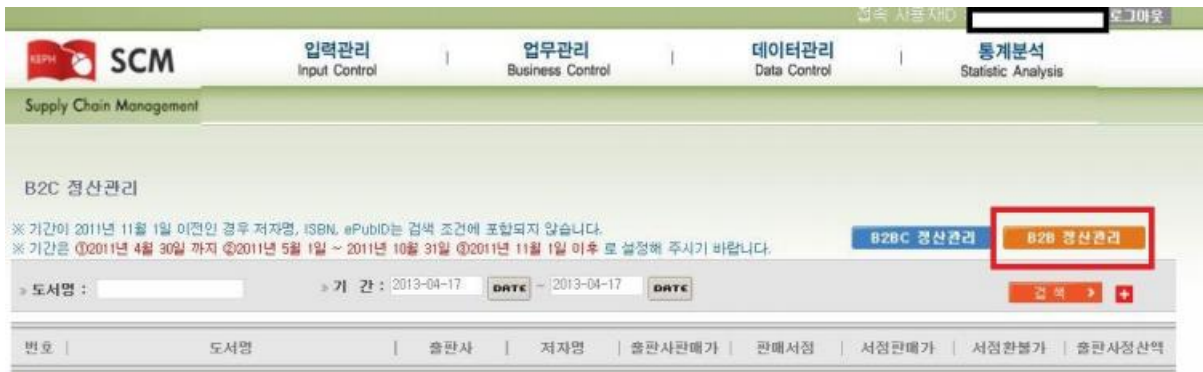 접속 사용자ID : 로그아웃
KEPH SCM
입력관리 | 업무관리 | 데이터관리 | 통계분석
Input Control Business Control Data Control Statistic Analysis
Supply Chain Management
B2C 정산관리
※ 기간이 2011년 11월 1일 이전인 경우 저자명, ISBN, ePubID는 검색 조건에 포함되지 않습니다.
※ 기간은 ①2011년 4월 30일 까지 ②2011년 5월 1일 ~ 2011년 10월 31일 ③2011년 11월 1일 이후 로 설정해 주시기 바랍니다.
B2BC 정산관리 B2B 정산관리
» 도서명 : » 기 간 : 2013-04-17 DATE ~ 2013-04-17 DATE 검 색 > +
번호 | 도서명 | 출판사 | 저자명 | 출판사판매가 | 판매서점 | 서점판매가 | 서점환불가 | 출판사정산액